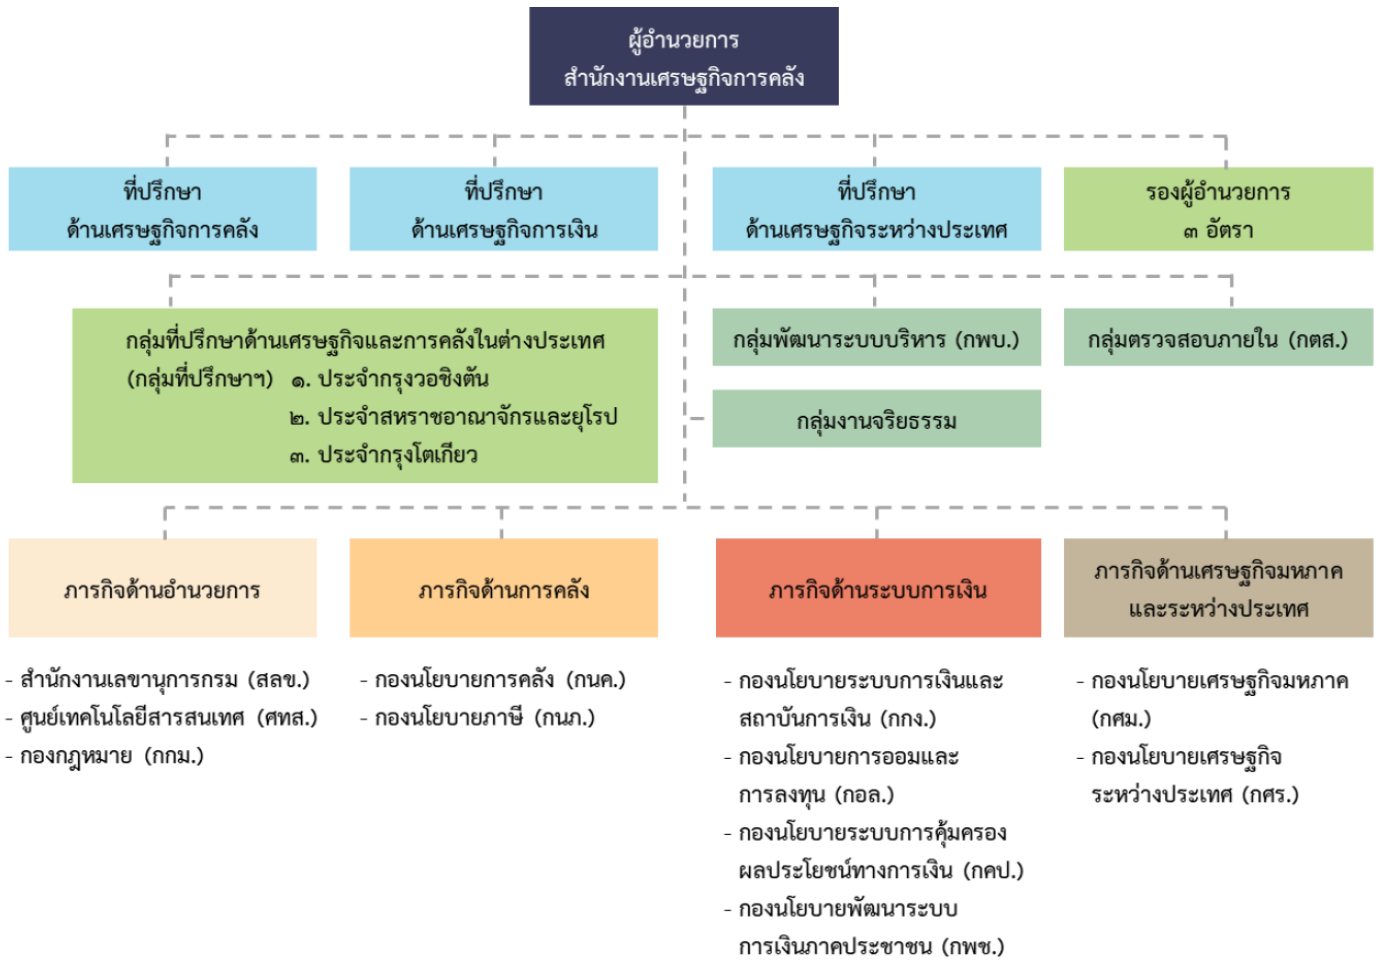 ผู้อำนวยการ
สำนักงานเศรษฐกิจการคลัง
ที่ปรึกษา
ด้านเศรษฐกิจการคลัง
ที่ปรึกษา
ด้านเศรษฐกิจการเงิน
ที่ปรึกษา
ด้านเศรษฐกิจระหว่างประเทศ
รองผู้อำนวยการ
๓ อัตรา
กลุ่มที่ปรึกษาด้านเศรษฐกิจและการคลังในต่างประเทศ
(กลุ่มที่ปรึกษาฯ) ๑. ประจำกรุงวอชิงตัน
๒. ประจำสหราชอาณาจักรและยุโรป
๓. ประจำกรุงโตเกียว
กลุ่มพัฒนาระบบบริหาร (กพบ.)
กลุ่มตรวจสอบภายใน (กตส.)
กลุ่มงานจริยธรรม
ภารกิจด้านอำนวยการ
- สำนักงานเลขานุการกรม (สลข.)
- ศูนย์เทคโนโลยีสารสนเทศ (ศทส.)
- กองกฎหมาย (กกม.)
ภารกิจด้านการคลัง
- กองนโยบายการคลัง (กนค.)
- กองนโยบายภาษี (กนภ.)
ภารกิจด้านระบบการเงิน
- กองนโยบายระบบการเงินและ
สถาบันการเงิน (กกง.)
- กองนโยบายการออมและ
การลงทุน (กอล.)
- กองนโยบายระบบการคุ้มครอง
ผลประโยชน์ทางการเงิน (กคป.)
- กองนโยบายพัฒนาระบบ
การเงินภาคประชาชน (กพช.)
ภารกิจด้านเศรษฐกิจมหภาค
และระหว่างประเทศ
- กองนโยบายเศรษฐกิจมหภาค
(กศม.)
- กองนโยบายเศรษฐกิจ
ระหว่างประเทศ (กศร.)